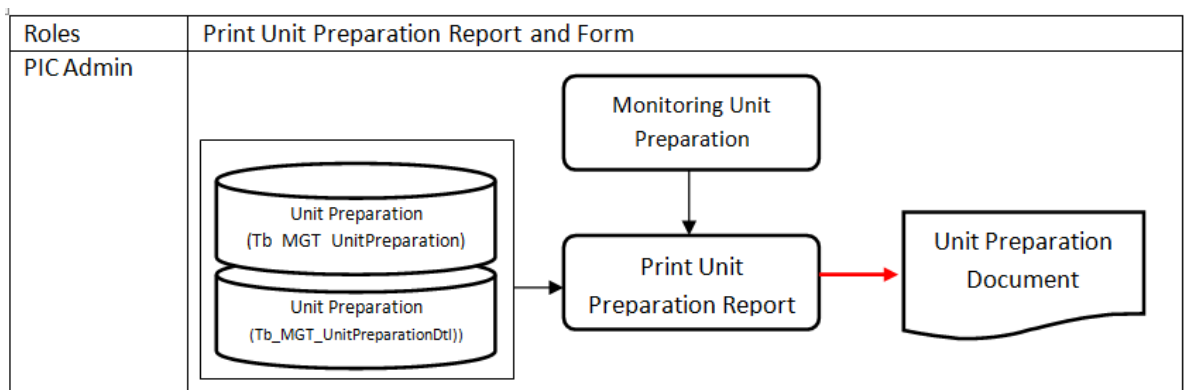 Roles
Print Unit Preparation Report and Form
PIC Admin
Monitoring Unit
Preparation
Unit Preparation
(Tb MGT UnitPreparation)
Unit Preparation
(Tb_MGT_UnitPreparationDtl))
Print Unit
Preparation Report
Unit Preparation
Document